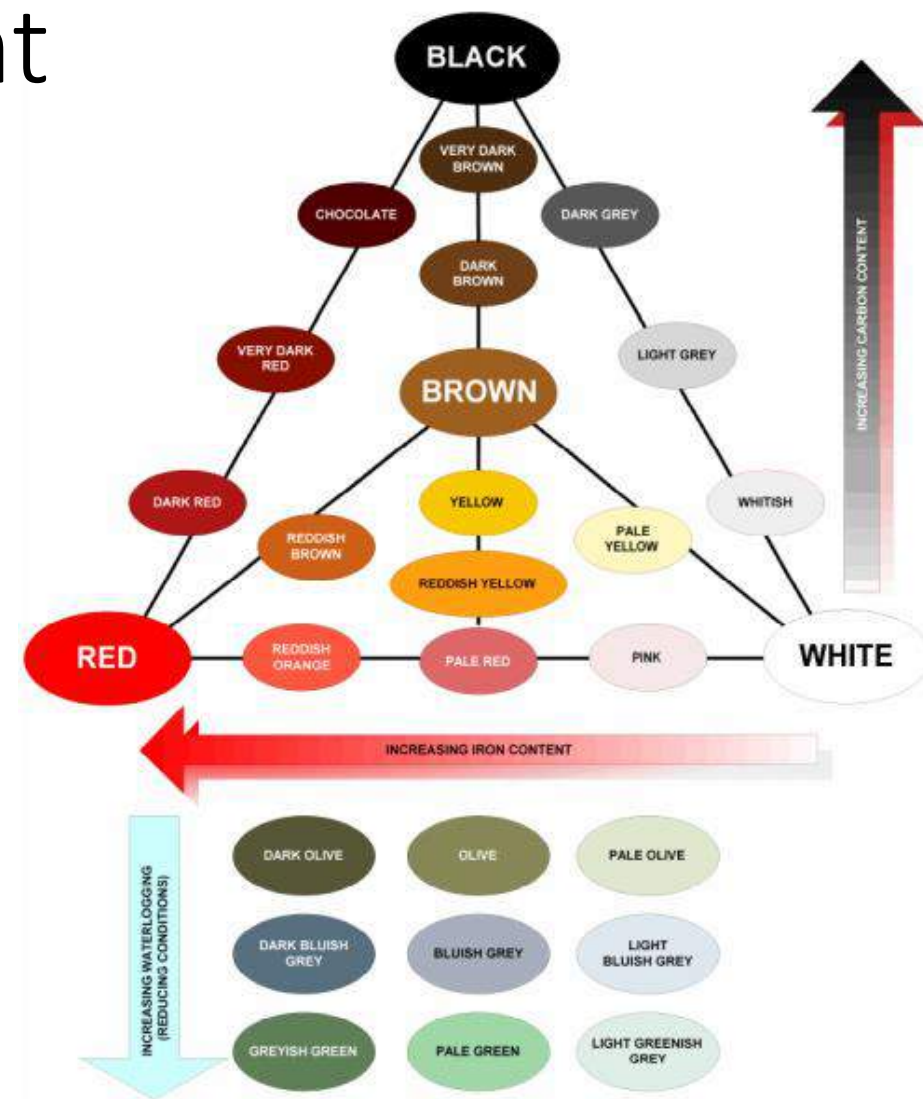 nt
BLACK
VERY DARK
BROWN
CHOCOLATE
DARK GREY
DARK
BROWN
VERY DARK
RED
LIGHT GREY
BROWN
DARK RED
YELLOW
WHITISH
REDDISH
BROWN
PALE
YELLOW
REDDISH YELLOW
RED
REDDISH
ORANGE
PALE RED
PINK
WHITE
INCREASING CARBON CONTENT
INCREASING IRON CONTENT
INCREASING WATERLOGGING
(REDUCING CONDITIONS)
DARK OLIVE
OLIVE
PALE OLIVE
DARK BLUISH
GREY
BLUISH GREY
LIGHT
BLUISH GREY
GREYISH GREEN
PALE GREEN
LIGHT GREENISH
GREY